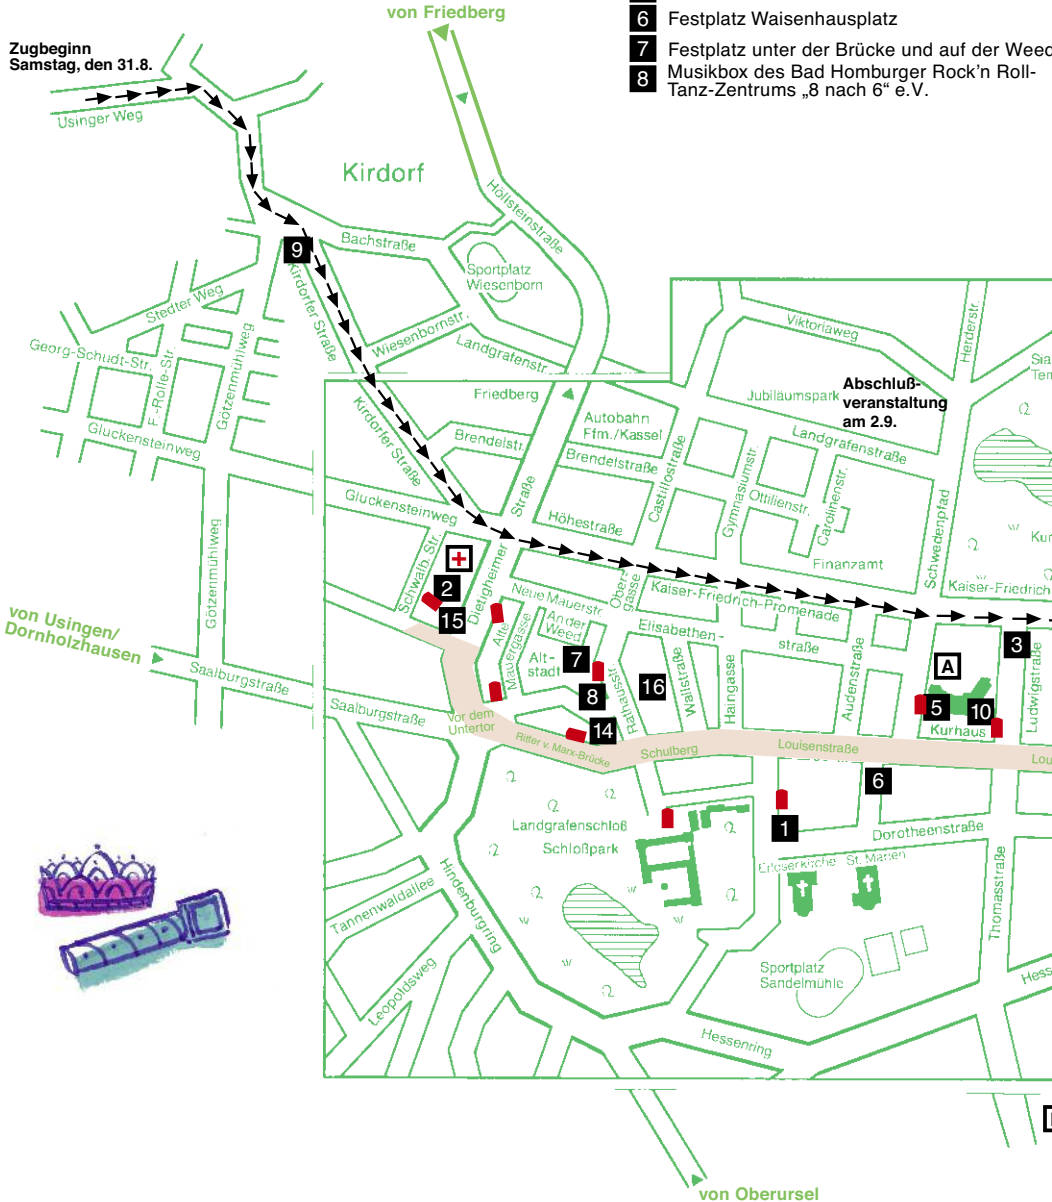 von Friedberg
6 Festplatz Waisenhausplatz
7 Festplatz unter der Brücke und auf der Weed
8 Musikbox des Bad Homburger Rock'n Roll-
Tanz-Zentrums „8 nach 6“ e.V.
Zugbeginn
Samstag, den 31.8.
Usinger Weg
Kirdorf
Höllsteinstraße
9
Bachstraße
Sportplatz
Wiesenborn
Kirdorfer Straße
Stedter Weg
Wiesenbornstr.
Landgrafenstr.
Georg-Schudt-Str.
F.-Rolle-Str.
Götzenmühlweg
Gluckensteinweg
Viktoriaweg
Herderstr.
Sia
Tem
Friedberg
Jubiläumspark
Abschluß-
veranstaltung
am 2.9.
Autobahn
Ffm./Kassel
Landgrafenstraße
Kirdorfer Straße
Brendelstr.
Brendelstraße
Castillostraße
Gymnasiumstr.
Ottilienstr.
Carolinenstr.
Schwedenpfad
Kur
Gluckensteinweg
Straße
Höhestraße
Finanzamt
Götzenmühlweg
Schwalb. Str.
2
15
Dietigheimer
Neue Mauerstr.
Ober-
gasse
Kaiser-Friedrich-Promenade
Kaiser-Friedrich
An der
Weed
Elisabethen-
straße
3
von Usingen/
Dornholzhausen
Alte
Mauergasse
Alt-
stadt
7
8
Rathausstr.
16
Wallstraße
Haingasse
Audenstraße
A
5
10
Kurhaus
Ludwigstraße
Saalburgstraße
Saalburgstraße
Vor dem
Untertor
14
Ritter v. Marx-Brücke
Schulberg
Louisenstraße
Lou
6
Landgrafenschloß
Schloßpark
1
Dorotheenstraße
Erlöserkirche
St. Marien
Thomasstraße
Tannenwaldallee
Hindenburgring
Leopoldsweg
Sportplatz
Sandelmühle
Hess
Hessenring
von Oberursel